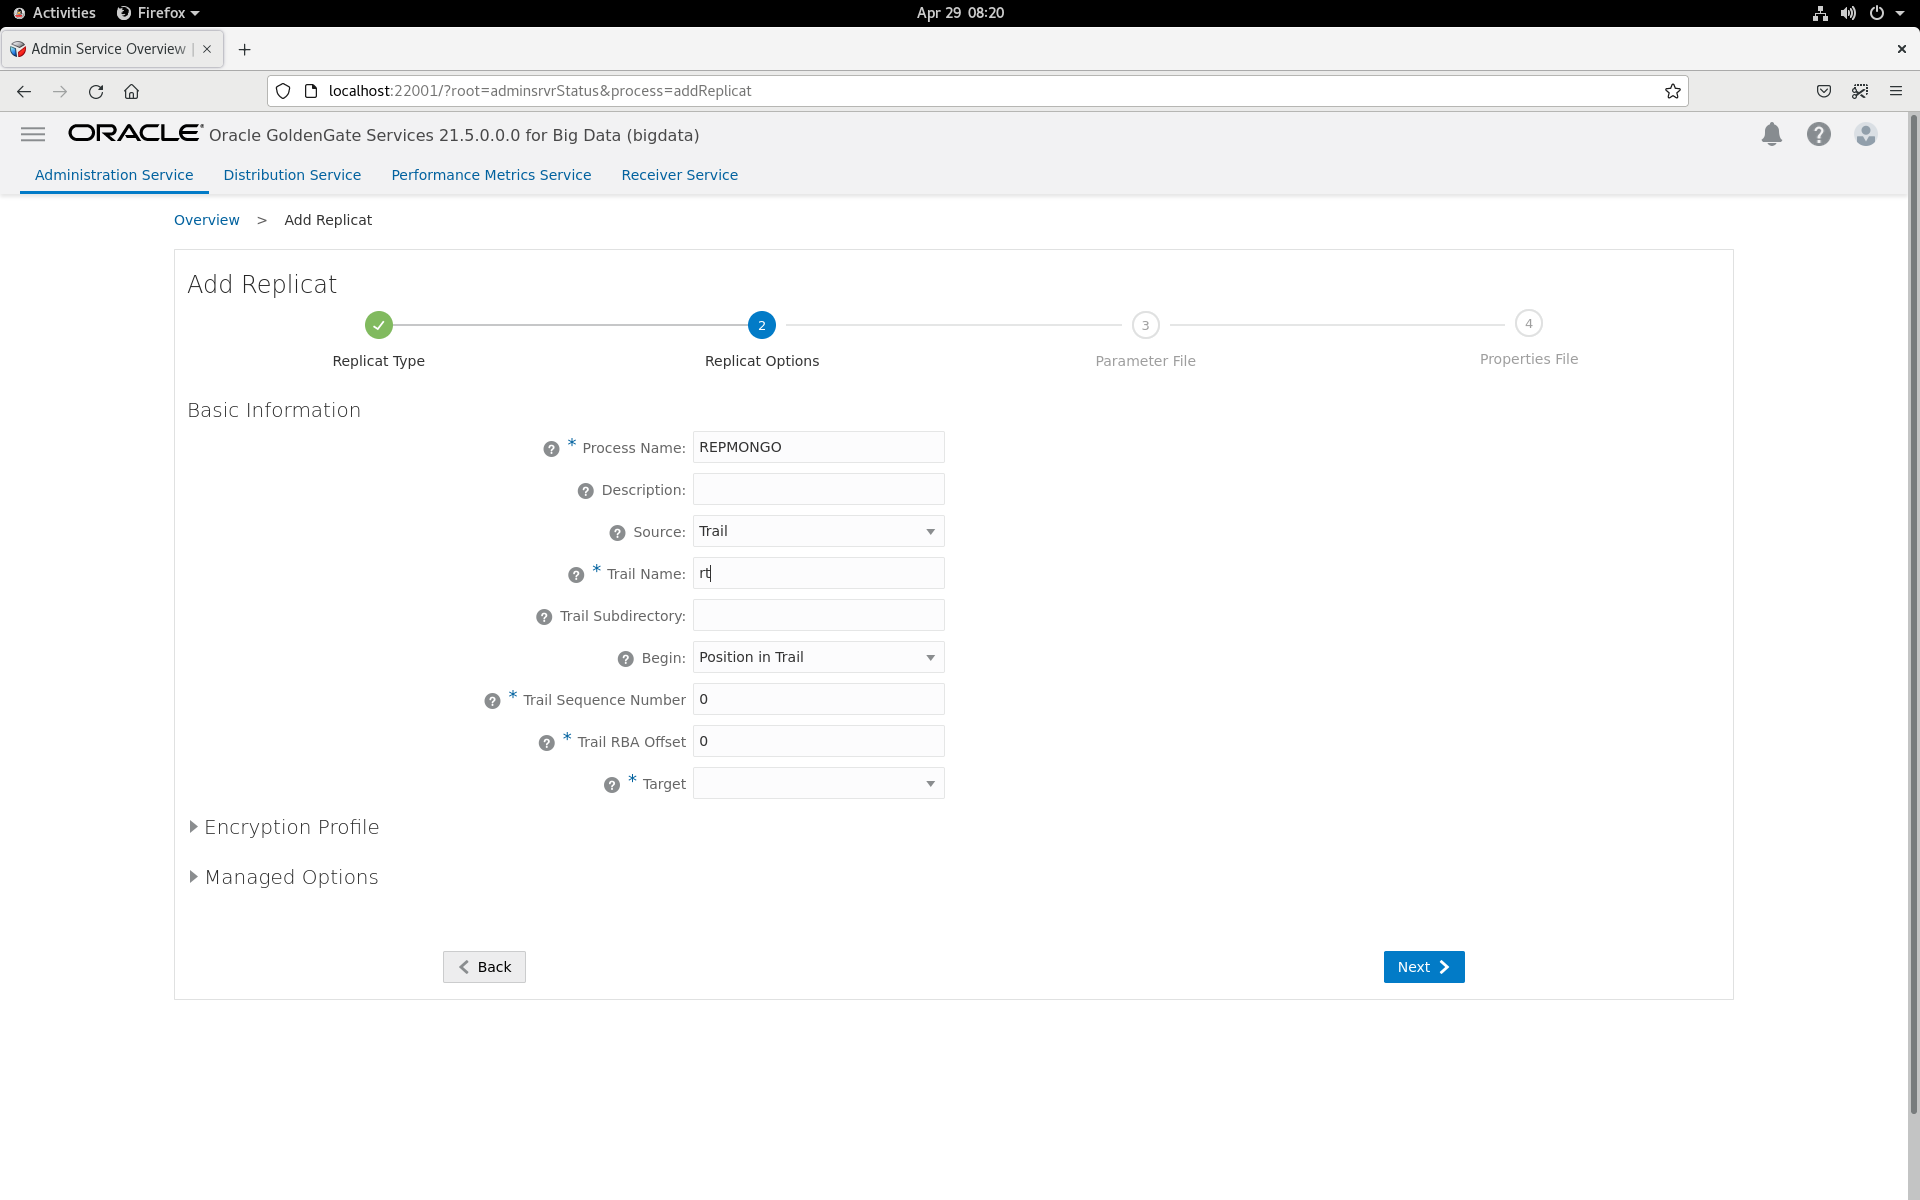 Activities Firefox Apr 29 08:20
Admin Service Overview |
localhost:22001/?root=adminsrvrStatus&process=addReplicat
ORACLE Oracle GoldenGate Services 21.5.0.0.0 for Big Data (bigdata)
Administration Service Distribution Service Performance Metrics Service Receiver Service
Overview > Add Replicat
Add Replicat
2 3 4
Replicat Type Replicat Options Parameter File Properties File
Basic Information
? * Process Name: REPMONGO
? Description:
? Source: Trail
? * Trail Name: rt
? Trail Subdirectory:
? Begin: Position in Trail
? * Trail Sequence Number 0
? * Trail RBA Offset 0
? * Target
Encryption Profile
Managed Options
Back Next